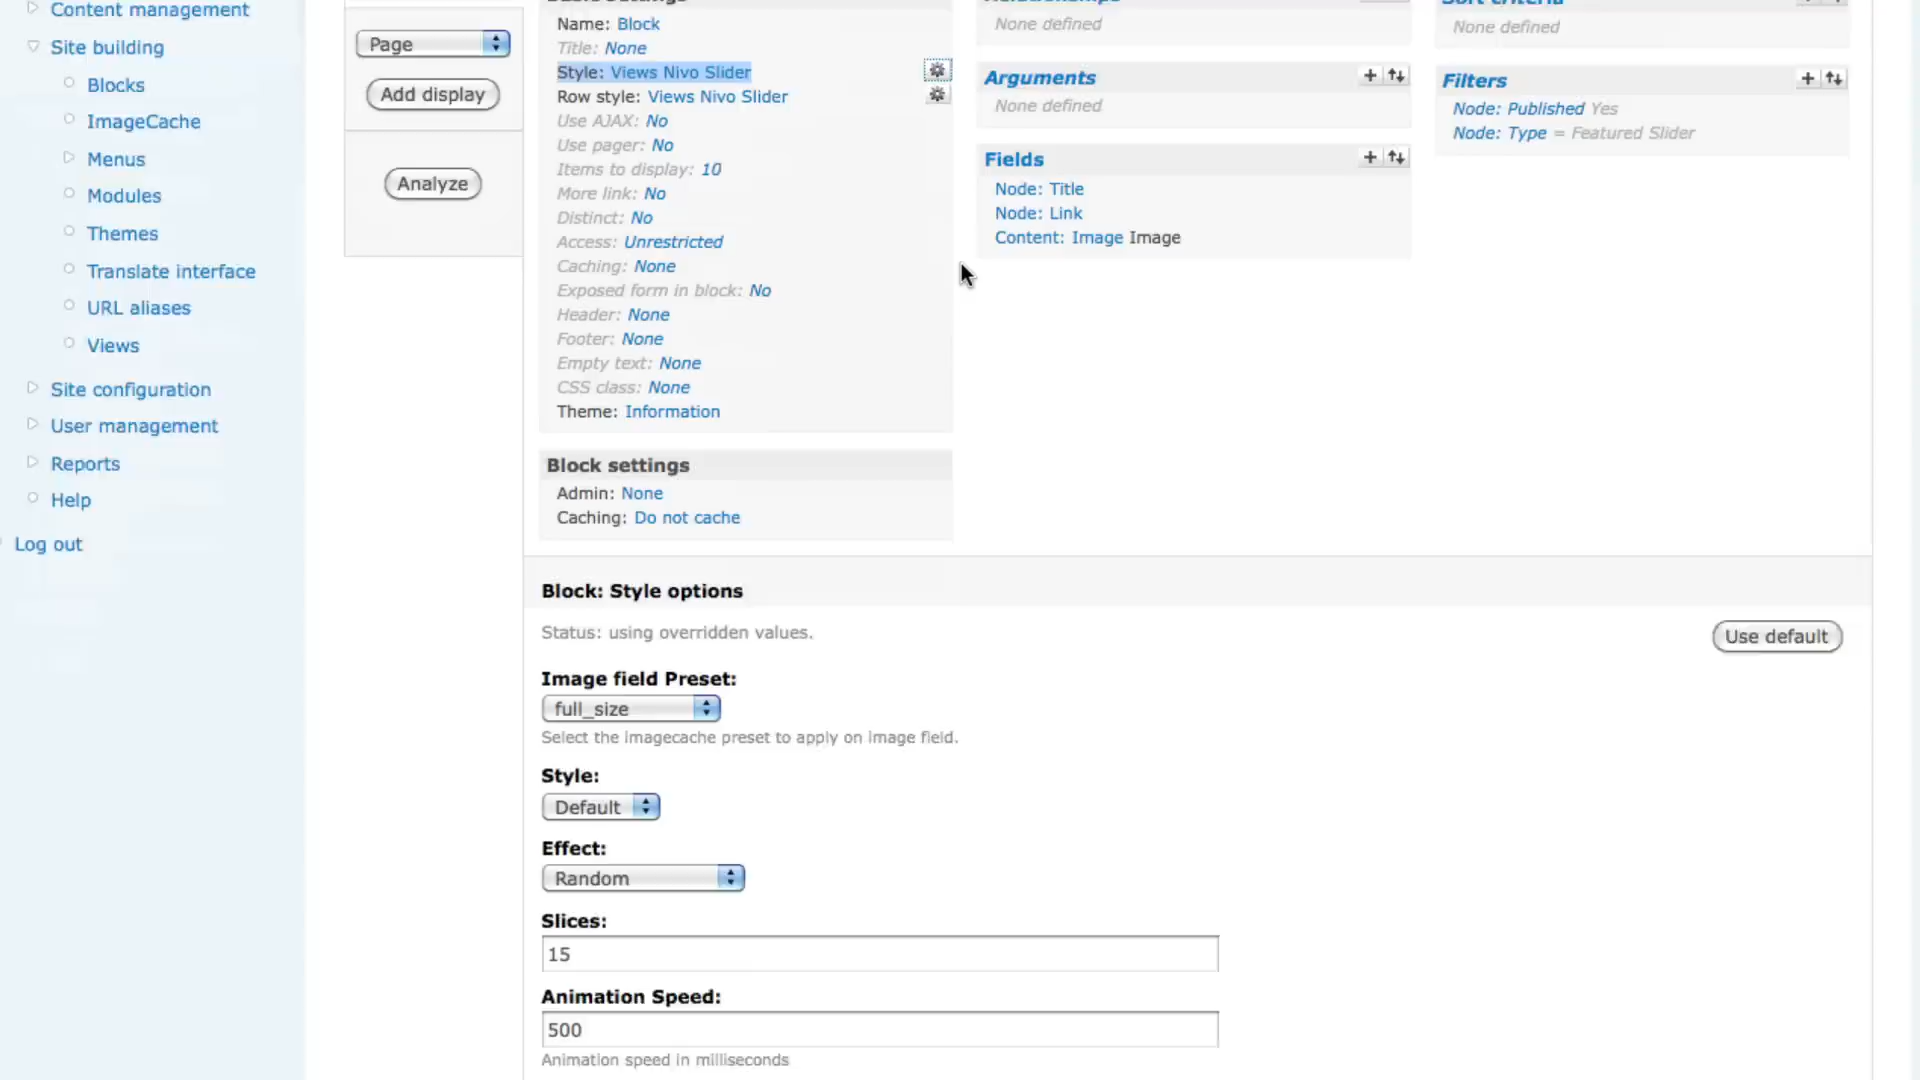 Content management
Site building
Blocks
ImageCache
Menus
Modules
Themes
Translate interface
URL aliases
Views
Site configuration
User management
Reports
Help
Log out
Page
Add display
Analyze
Name: Block
Title: None
Style: Views Nivo Slider
Row style: Views Nivo Slider
Use AJAX: No
Use pager: No
Items to display: 10
More link: No
Distinct: No
Access: Unrestricted
Caching: None
Exposed form in block: No
Header: None
Footer: None
Empty text: None
CSS class: None
Theme: Information
Block settings
Admin: None
Caching: Do not cache
None defined
Arguments
None defined
Fields
Node: Title
Node: Link
Content: Image Image
Sort criteria
None defined
Filters
Node: Published Yes
Node: Type = Featured Slider
Block: Style options
Status: using overridden values.
Use default
Image field Preset:
full_size
Select the imagecache preset to apply on image field.
Style:
Default
Effect:
Random
Slices:
15
Animation Speed:
500
Animation speed in milliseconds